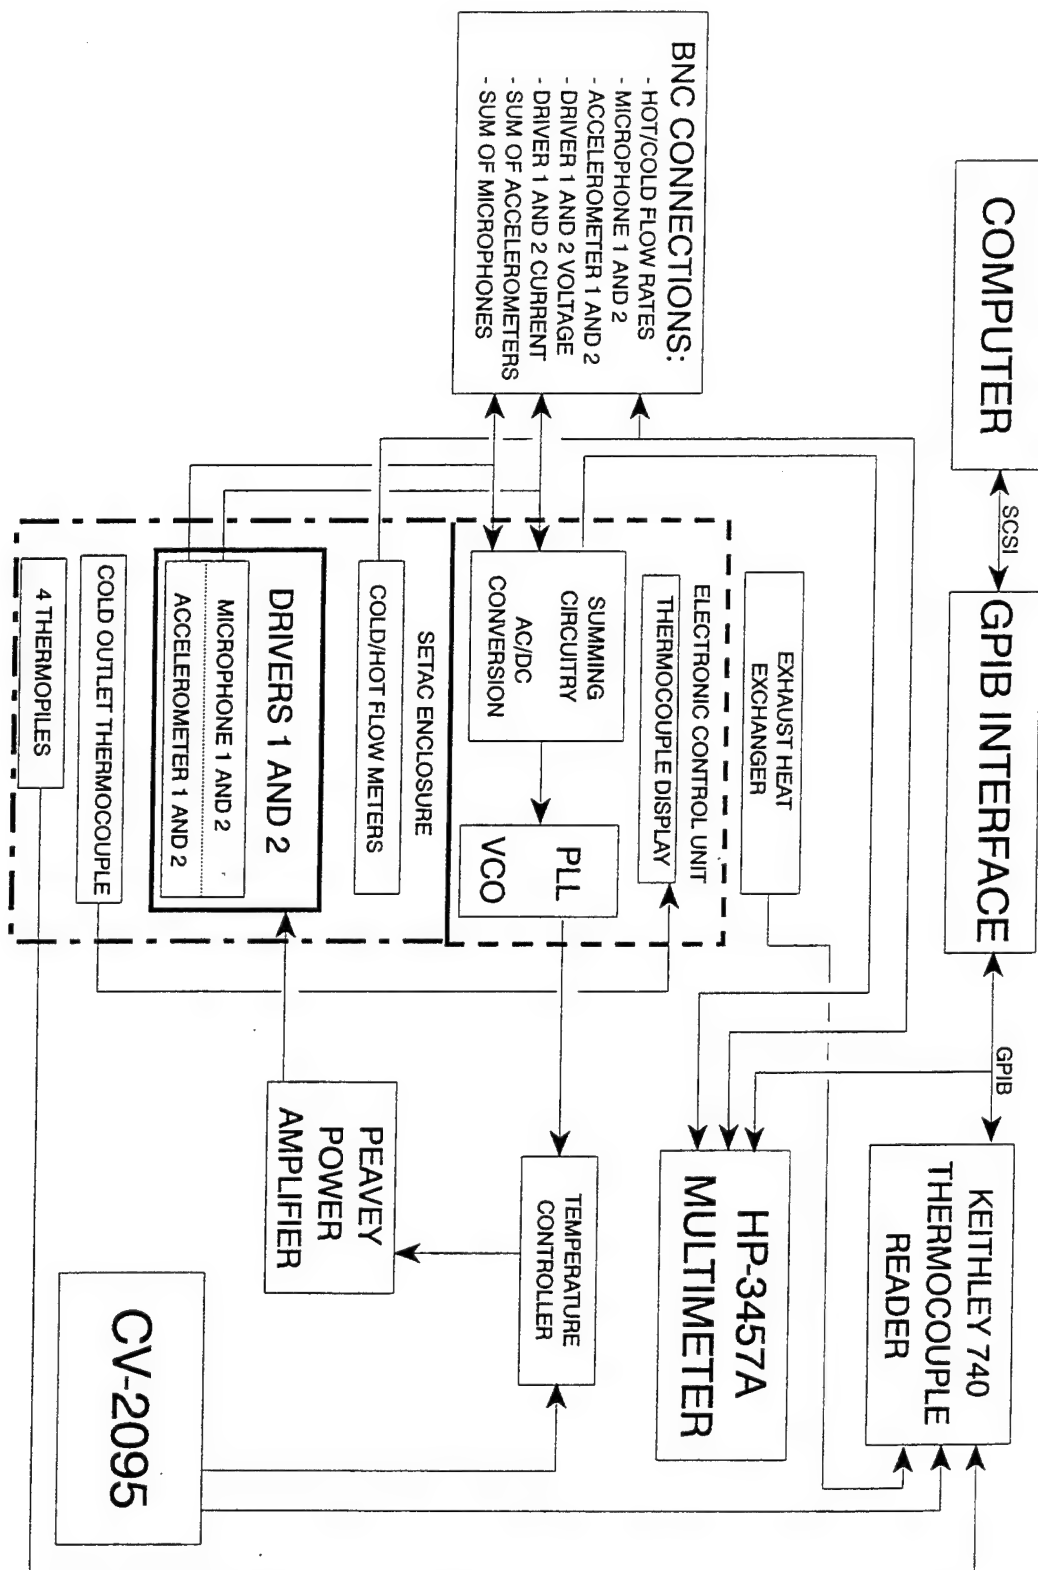 COMPUTER
SCSI
GPIB INTERFACE
GPIB
KEITHLEY 740
THERMOCOUPLE
READER
BNC CONNECTIONS:
- HOT/COLD FLOW RATES
- MICROPHONE 1 AND 2
- ACCELEROMETER 1 AND 2
- DRIVER 1 AND 2 VOLTAGE
- DRIVER 1 AND 2 CURRENT
- SUM OF ACCELEROMETERS
- SUM OF MICROPHONES
EXHAUST HEAT
EXCHANGER
HP-3457A
MULTIMETER
ELECTRONIC CONTROL UNIT
THERMOCOUPLE DISPLAY
SUMMING
CIRCUITRY
AC/DC
CONVERSION
PLL
VCO
TEMPERATURE
CONTROLLER
SETAC ENCLOSURE
COLD/HOT FLOW METERS
DRIVERS 1 AND 2
MICROPHONE 1 AND 2
ACCELEROMETER 1 AND 2
PEAVEY
POWER
AMPLIFIER
COLD OUTLET THERMOCOUPLE
4 THERMOPILES
CV-2095